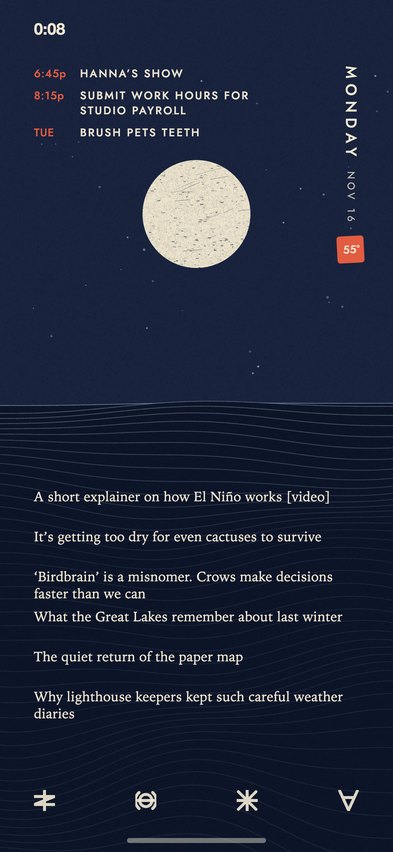 0:08
6:45p HANNA’S SHOW
8:15p SUBMIT WORK HOURS FOR
STUDIO PAYROLL
TUE BRUSH PETS TEETH
MONDAY NOV 16
55°
A short explainer on how El Niño works [video]
It’s getting too dry for even cactuses to survive
‘Birdbrain’ is a misnomer. Crows make decisions
faster than we can
What the Great Lakes remember about last winter
The quiet return of the paper map
Why lighthouse keepers kept such careful weather
diaries